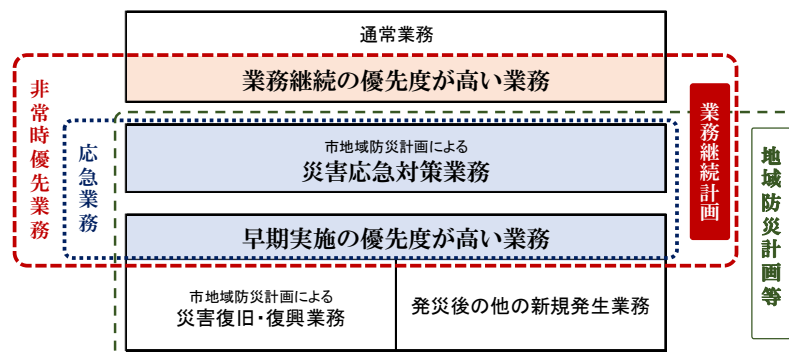 通常業務
業務継続の優先度が高い業務
非常時優先業務
応急業務
市地域防災計画による
災害応急対策業務
業務継続計画
地域防災計画等
早期実施の優先度が高い業務
市地域防災計画による
災害復旧・復興業務
発災後の他の新規発生業務